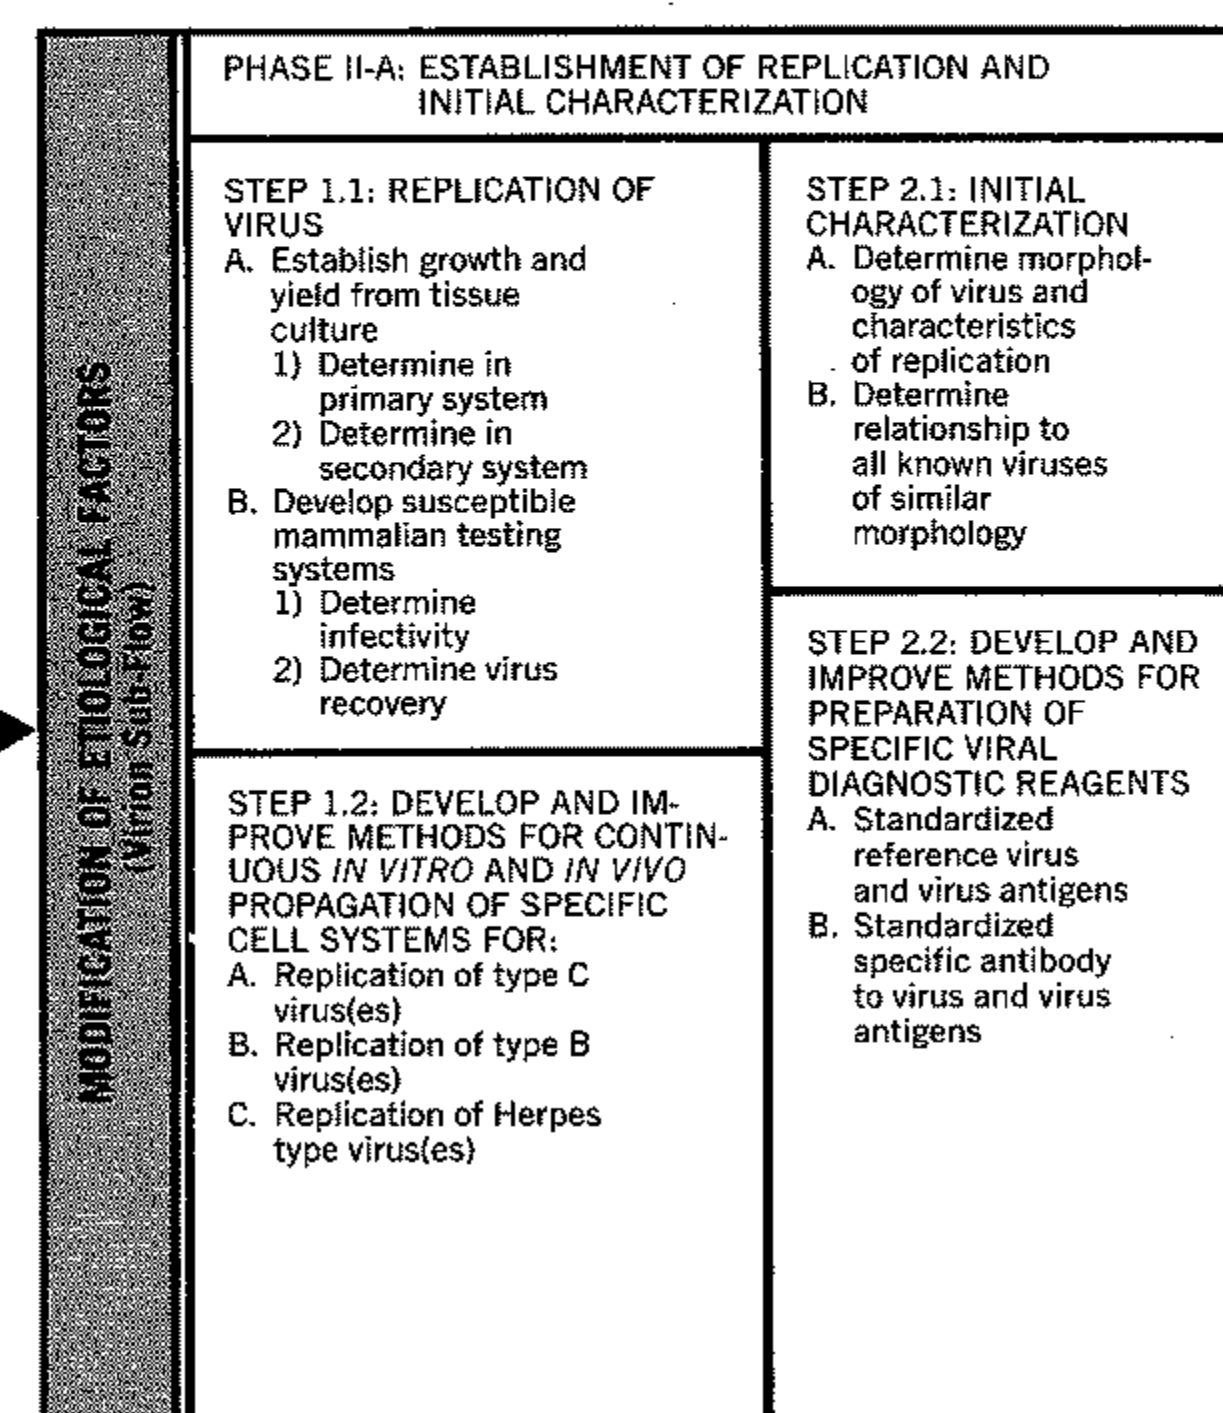 MODIFICATION OF ETIOLOGICAL FACTORS
(Virion Sub-Flow)
PHASE II-A: ESTABLISHMENT OF REPLICATION AND
INITIAL CHARACTERIZATION
STEP 1.1: REPLICATION OF
VIRUS
A. Establish growth and
yield from tissue
culture
1) Determine in
primary system
2) Determine in
secondary system
B. Develop susceptible
mammalian testing
systems
1) Determine
infectivity
2) Determine virus
recovery
STEP 1.2: DEVELOP AND IM-
PROVE METHODS FOR CONTIN-
UOUS IN VITRO AND IN VIVO
PROPAGATION OF SPECIFIC
CELL SYSTEMS FOR:
A. Replication of type C
virus(es)
B. Replication of type B
virus(es)
C. Replication of Herpes
type virus(es)
STEP 2.1: INITIAL
CHARACTERIZATION
A. Determine morphol-
ogy of virus and
characteristics
of replication
B. Determine
relationship to
all known viruses
of similar
morphology
STEP 2.2: DEVELOP AND
IMPROVE METHODS FOR
PREPARATION OF
SPECIFIC VIRAL
DIAGNOSTIC REAGENTS
A. Standardized
reference virus
and virus antigens
B. Standardized
specific antibody
to virus and virus
antigens